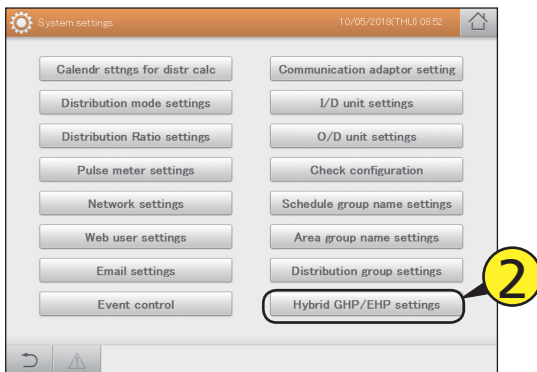 System settings
10/05/2018(THU) 08:52
Calendr sttngs for distr calc
Communication adaptor setting
Distribution mode settings
I/D unit settings
Distribution Ratio settings
O/D unit settings
Pulse meter settings
Check configuration
Network settings
Schedule group name settings
Web user settings
Area group name settings
Email settings
Distribution group settings
Event control
Hybrid GHP/EHP settings
2